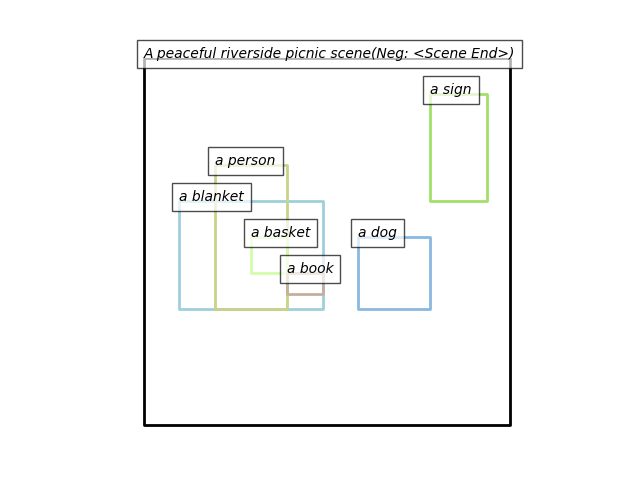 A peaceful riverside picnic scene(Neg: <Scene End>)
a sign
a person
a blanket
a basket
a dog
a book